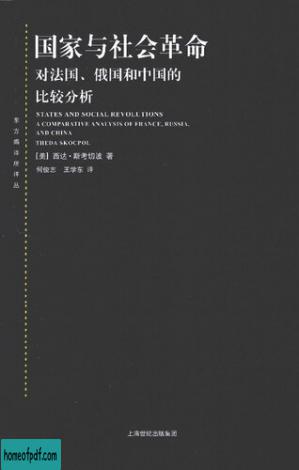 国家与社会革命
对法国、俄国和中国的
比较分析
STATES AND SOCIAL REVOLUTIONS
A COMPARATIVE ANALYSIS OF FRANCE, RUSSIA,
AND CHINA
THEDA SKOCPOL
[美] 西达·斯考切波 著
何俊志 王学东 译
东方编译所译丛
上海世纪出版集团
homeofpdf.com